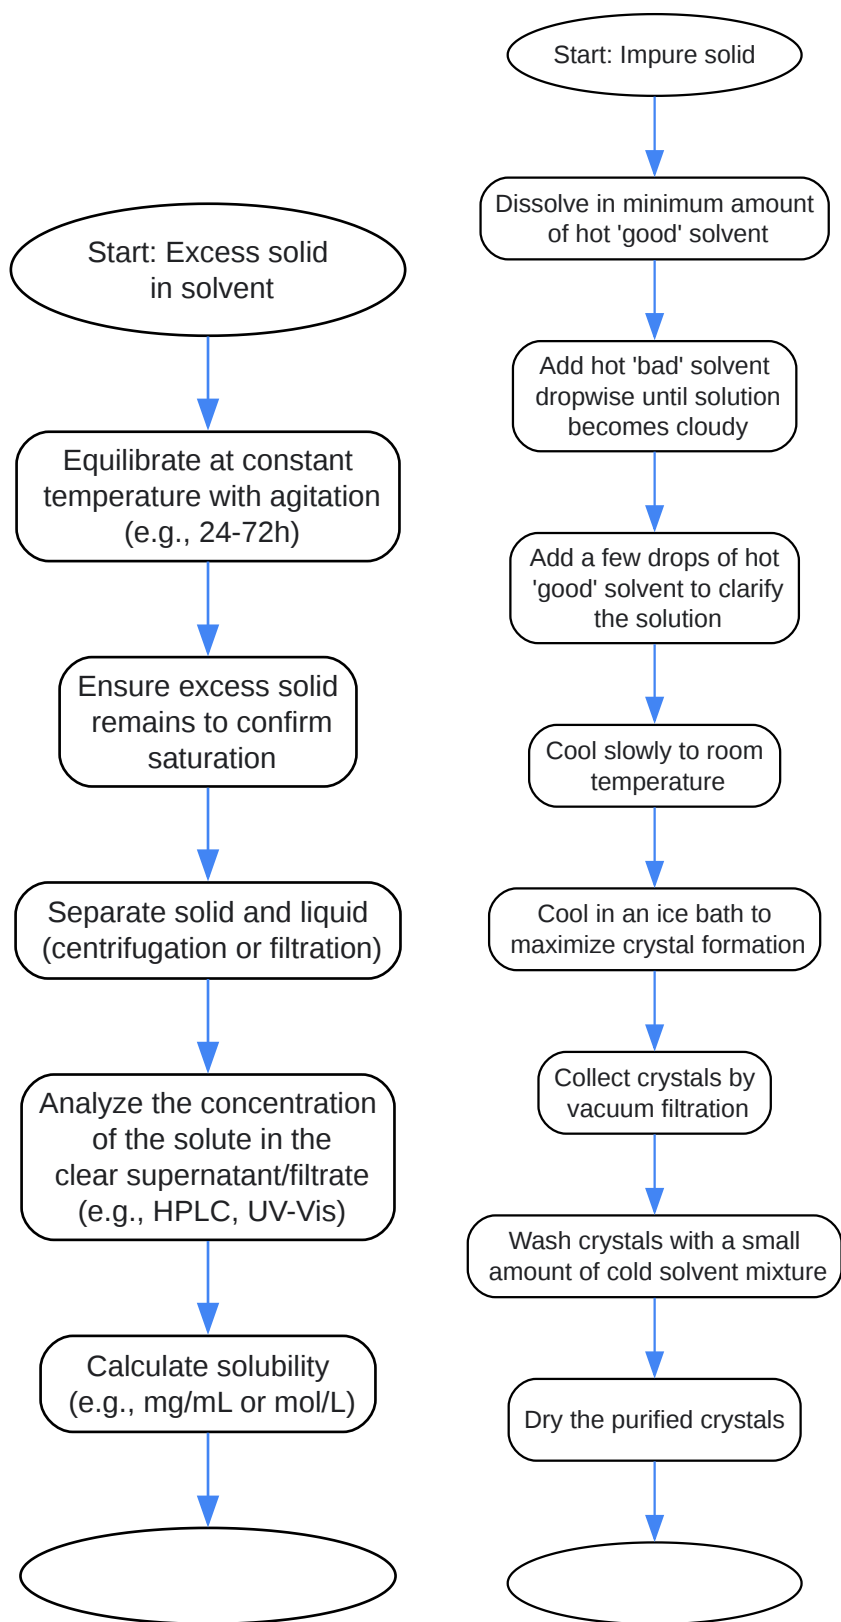 Start: Excess solid
in solvent
Equilibrate at constant
temperature with agitation
(e.g., 24-72h)
Ensure excess solid
remains to confirm
saturation
Separate solid and liquid
(centrifugation or filtration)
Analyze the concentration
of the solute in the
clear supernatant/filtrate
(e.g., HPLC, UV-Vis)
Calculate solubility
(e.g., mg/mL or mol/L)
Start: Impure solid
Dissolve in minimum amount
of hot 'good' solvent
Add hot 'bad' solvent
dropwise until solution
becomes cloudy
Add a few drops of hot
'good' solvent to clarify
the solution
Cool slowly to room
temperature
Cool in an ice bath to
maximize crystal formation
Collect crystals by
vacuum filtration
Wash crystals with a small
amount of cold solvent mixture
Dry the purified crystals